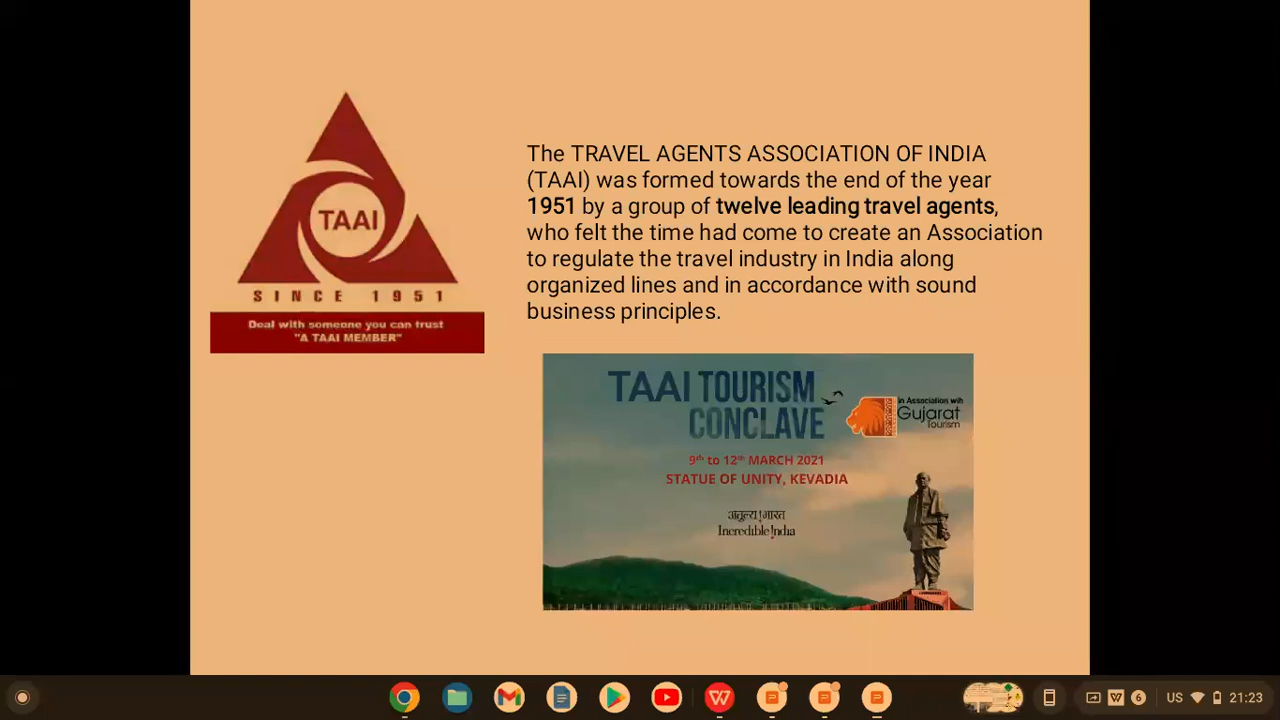 TAAI
SINCE 1951
Deal with someone you can trust
"A TAAI MEMBER"
The TRAVEL AGENTS ASSOCIATION OF INDIA
(TAAI) was formed towards the end of the year
1951 by a group of twelve leading travel agents,
who felt the time had come to create an Association
to regulate the travel industry in India along
organized lines and in accordance with sound
business principles.
TAAI TOURISM
CONCLAVE
in Association with
Gujarat
Tourism
9th to 12th MARCH 2021
STATUE OF UNITY, KEVADIA
अतुल्य!भारत
Incredible!ndia
US
21:23
6